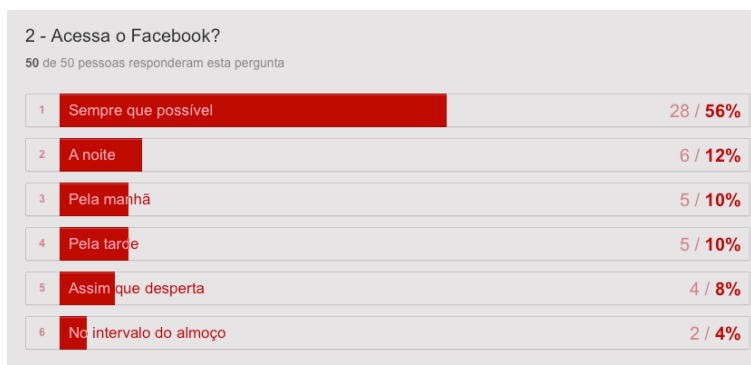 2 - Acessa o Facebook?
50 de 50 pessoas responderam esta pergunta
1 Sempre que possível 28 / 56%
2 A noite 6 / 12%
3 Pela manhã 5 / 10%
4 Pela tarde 5 / 10%
5 Assim que desperta 4 / 8%
6 No intervalo do almoço 2 / 4%